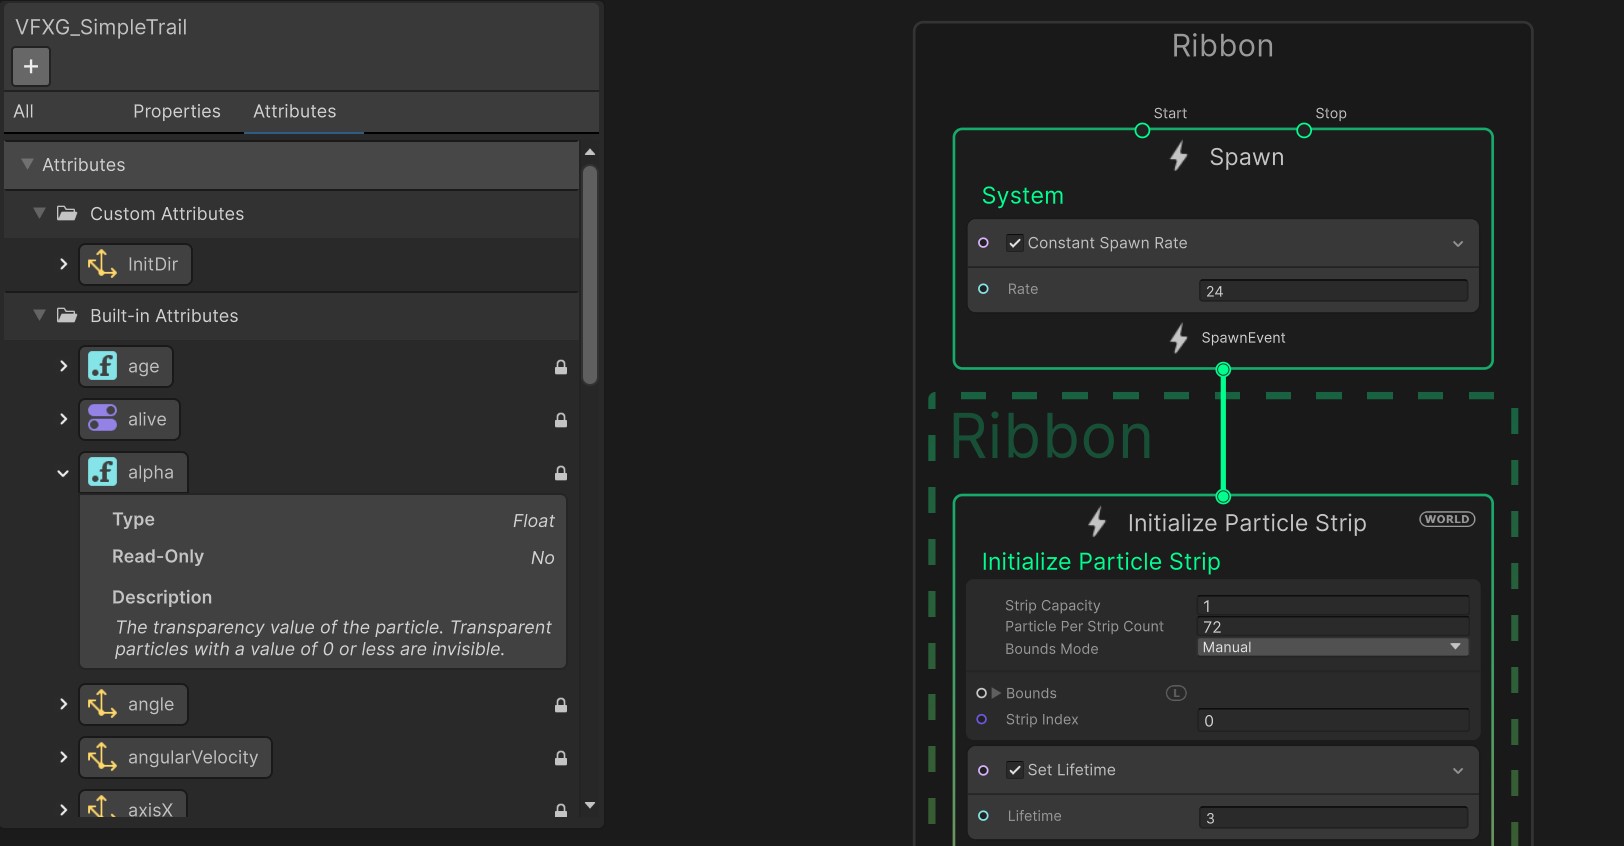 VFXG_SimpleTrail
+
All Properties Attributes
Attributes
Custom Attributes
InitDir
Built-in Attributes
.f age
alive
.f alpha
Type Float
Read-Only No
Description
The transparency value of the particle. Transparent
particles with a value of 0 or less are invisible.
angle
angularVelocity
axisX
Ribbon
Start Stop
Spawn
System
Constant Spawn Rate
Rate 24
SpawnEvent
Ribbon
Initialize Particle Strip WORLD
Initialize Particle Strip
Strip Capacity 1
Particle Per Strip Count 72
Bounds Mode Manual
Bounds L
Strip Index 0
Set Lifetime
Lifetime 3